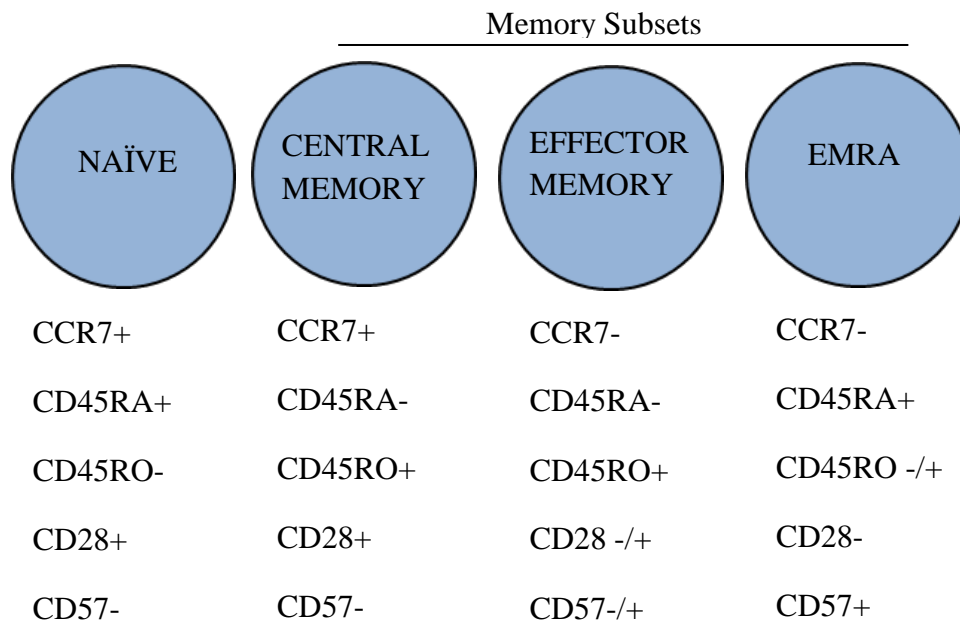 Memory Subsets
NAÏVE
CENTRAL
MEMORY
EFFECTOR
MEMORY
EMRA
CCR7+
CCR7+
CCR7-
CCR7-
CD45RA+
CD45RA-
CD45RA-
CD45RA+
CD45RO-
CD45RO+
CD45RO+
CD45RO -/+
CD28+
CD28+
CD28 -/+
CD28-
CD57-
CD57-
CD57-/+
CD57+